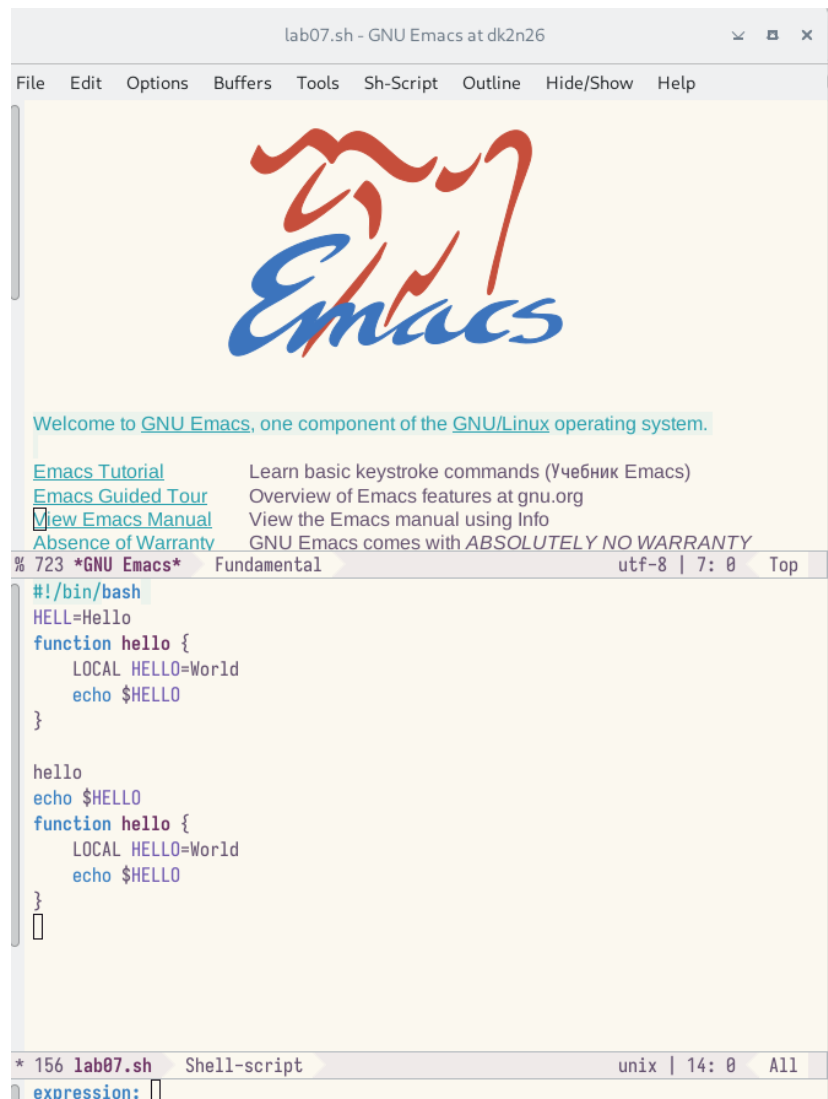 lab07.sh - GNU Emacs at dk2n26
File Edit Options Buffers Tools Sh-Script Outline Hide/Show Help
Emacs
Welcome to GNU Emacs, one component of the GNU/Linux operating system.
Emacs Tutorial Learn basic keystroke commands (Учебник Emacs)
Emacs Guided Tour Overview of Emacs features at gnu.org
View Emacs Manual View the Emacs manual using Info
Absence of Warranty GNU Emacs comes with ABSOLUTELY NO WARRANTY
% 723 *GNU Emacs* Fundamental utf-8 | 7: 0 Top
#!/bin/bash
HELL=Hello
function hello {
    LOCAL HELLO=World
    echo $HELLO
}
hello
echo $HELLO
function hello {
    LOCAL HELLO=World
    echo $HELLO
}
* 156 lab07.sh Shell-script unix | 14: 0 All
expression: